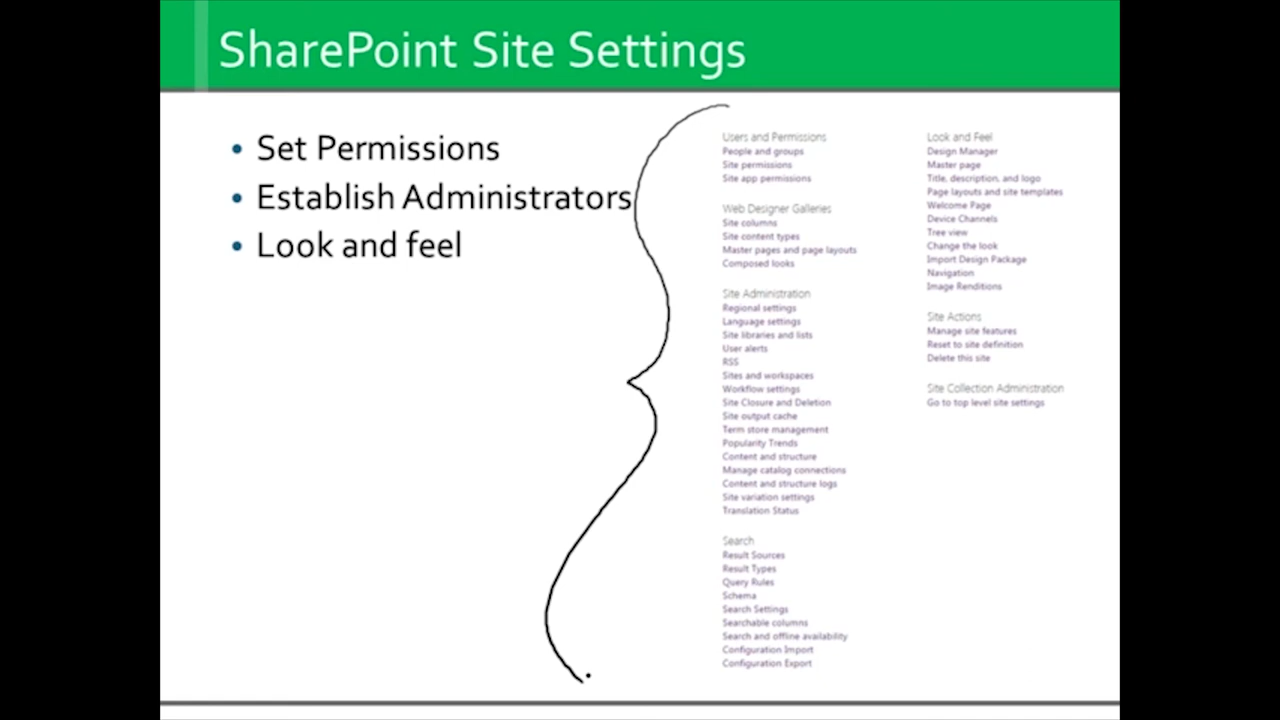 SharePoint Site Settings
• Set Permissions
• Establish Administrators
• Look and feel
Users and Permissions
People and groups
Site permissions
Site app permissions
Web Designer Galleries
Site columns
Site content types
Master pages and page layouts
Composed looks
Site Administration
Regional settings
Language settings
Site libraries and lists
User alerts
RSS
Sites and workspaces
Workflow settings
Site Closure and Deletion
Site output cache
Term store management
Popularity Trends
Content and structure
Manage catalog connections
Content and structure logs
Site variation settings
Translation Status
Search
Result Sources
Result Types
Query Rules
Schema
Search Settings
Searchable columns
Search and offline availability
Configuration Import
Configuration Export
Look and Feel
Design Manager
Master page
Title, description, and logo
Page layouts and site templates
Welcome Page
Device Channels
Tree view
Change the look
Import Design Package
Navigation
Image Renditions
Site Actions
Manage site features
Reset to site definition
Delete this site
Site Collection Administration
Go to top level site settings